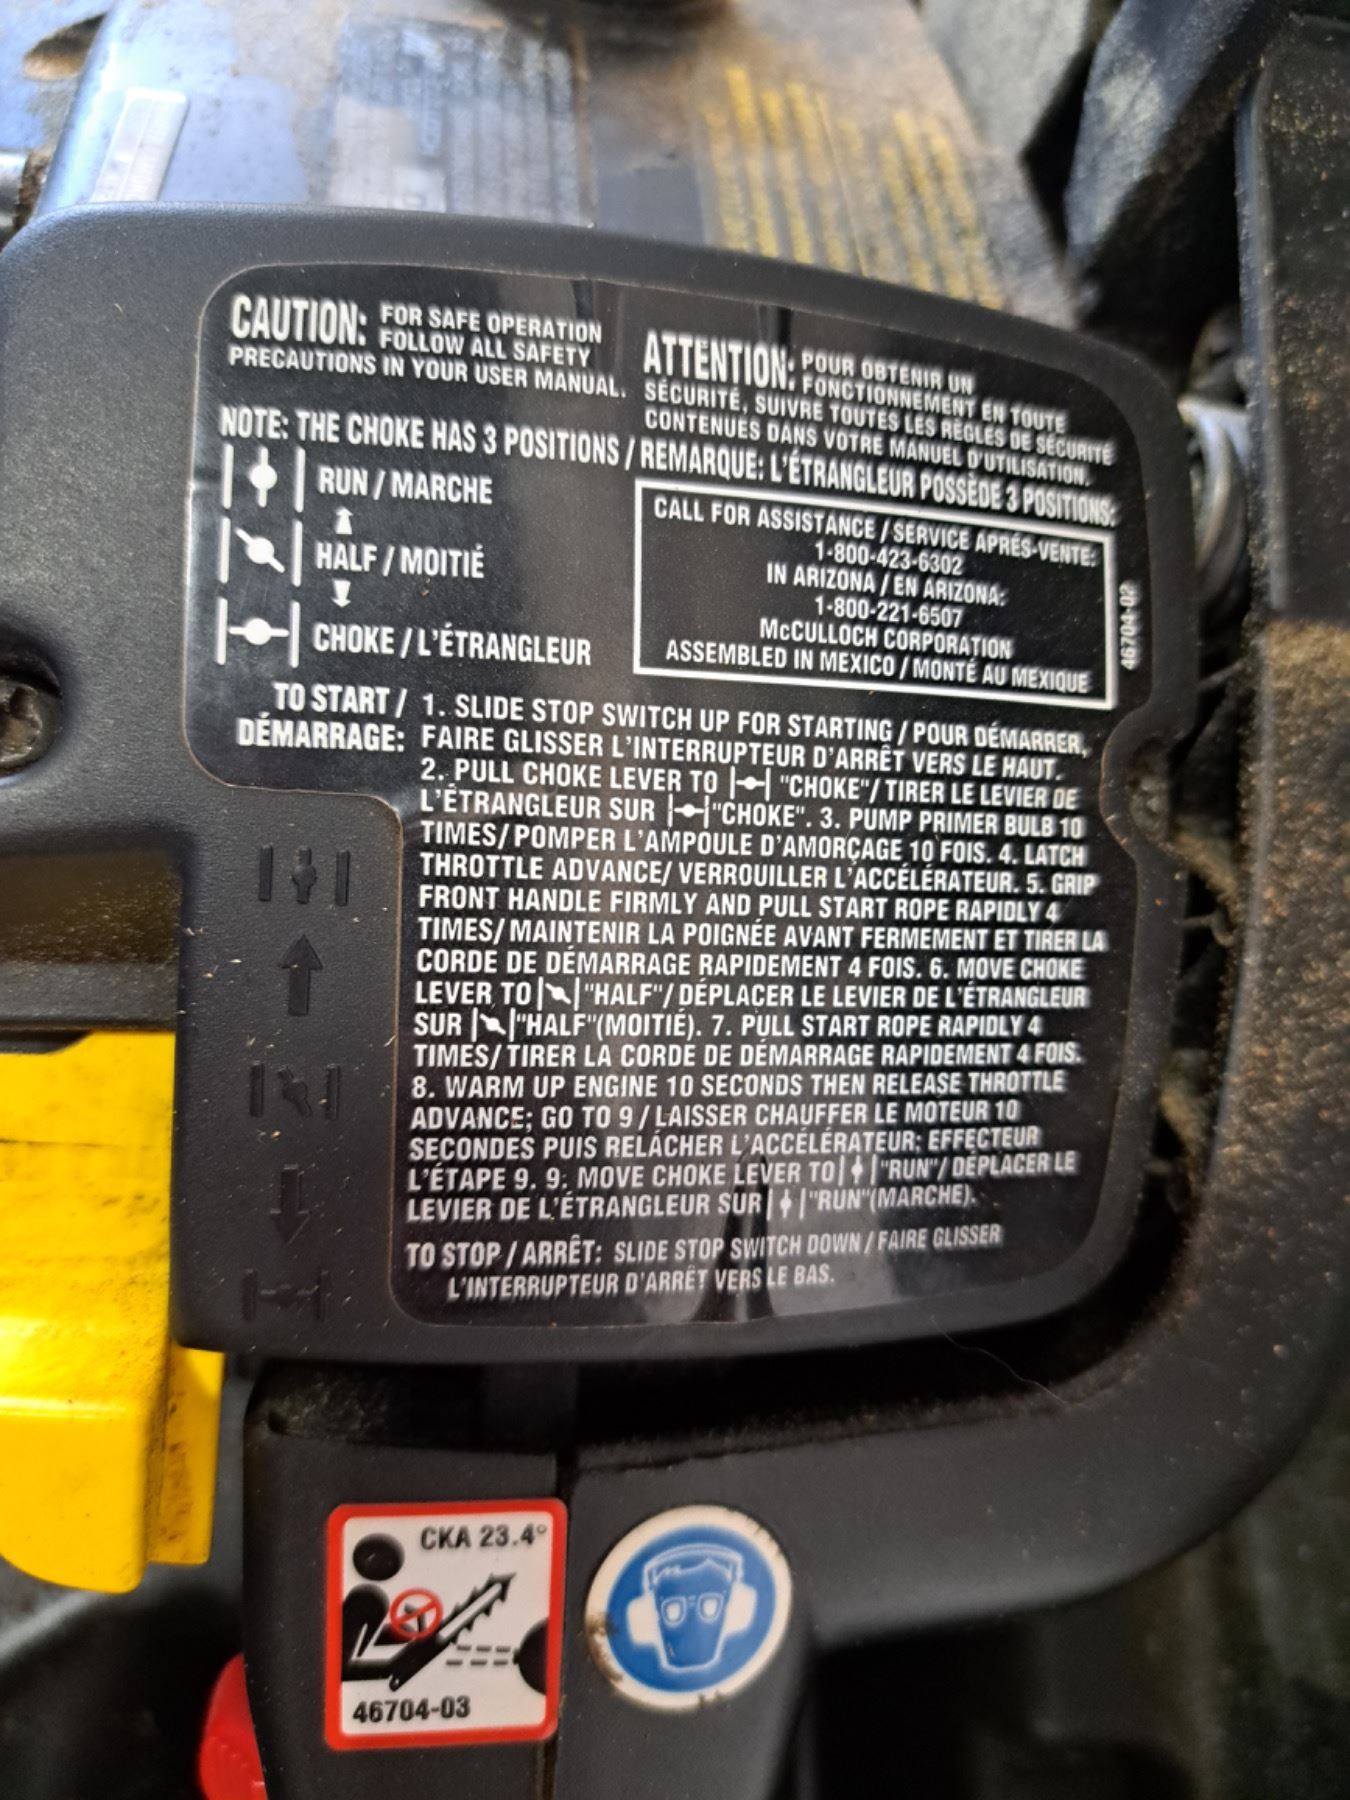 CAUTION: FOR SAFE OPERATION
FOLLOW ALL SAFETY
PRECAUTIONS IN YOUR USER MANUAL.
ATTENTION: POUR OBTENIR UN
FONCTIONNEMENT EN TOUTE
SÉCURITÉ, SUIVRE TOUTES LES RÈGLES DE SÉCURITÉ
CONTENUES DANS VOTRE MANUEL D'UTILISATION.
NOTE: THE CHOKE HAS 3 POSITIONS / REMARQUE: L'ÉTRANGLEUR POSSÈDE 3 POSITIONS:
RUN / MARCHE
HALF / MOITIÉ
CHOKE / L'ÉTRANGLEUR
CALL FOR ASSISTANCE / SERVICE APRÉS-VENTE:
1-800-423-6302
IN ARIZONA / EN ARIZONA:
1-800-221-6507
McCULLOCH CORPORATION
ASSEMBLED IN MEXICO / MONTÉ AU MEXIQUE
46704-02
TO START / DÉMARRAGE:
1. SLIDE STOP SWITCH UP FOR STARTING / POUR DÉMARRER,
FAIRE GLISSER L'INTERRUPTEUR D'ARRÊT VERS LE HAUT.
2. PULL CHOKE LEVER TO "CHOKE"/ TIRER LE LEVIER DE
L'ÉTRANGLEUR SUR "CHOKE". 3. PUMP PRIMER BULB 10
TIMES/ POMPER L'AMPOULE D'AMORÇAGE 10 FOIS. 4. LATCH
THROTTLE ADVANCE/ VERROUILLER L'ACCÉLÉRATEUR. 5. GRIP
FRONT HANDLE FIRMLY AND PULL START ROPE RAPIDLY 4
TIMES/ MAINTENIR LA POIGNÉE AVANT FERMEMENT ET TIRER LA
CORDE DE DÉMARRAGE RAPIDEMENT 4 FOIS. 6. MOVE CHOKE
LEVER TO "HALF"/ DÉPLACER LE LEVIER DE L'ÉTRANGLEUR
SUR "HALF"(MOITIÉ). 7. PULL START ROPE RAPIDLY 4
TIMES/ TIRER LA CORDE DE DÉMARRAGE RAPIDEMENT 4 FOIS.
8. WARM UP ENGINE 10 SECONDS THEN RELEASE THROTTLE
ADVANCE; GO TO 9 / LAISSER CHAUFFER LE MOTEUR 10
SECONDES PUIS RELÂCHER L'ACCÉLÉRATEUR; EFFECTEUR
L'ÉTAPE 9. 9. MOVE CHOKE LEVER TO "RUN"/ DÉPLACER LE
LEVIER DE L'ÉTRANGLEUR SUR "RUN"(MARCHE).
TO STOP / ARRÊT: SLIDE STOP SWITCH DOWN / FAIRE GLISSER
L'INTERRUPTEUR D'ARRÊT VERS LE BAS.
CKA 23.4°
46704-03